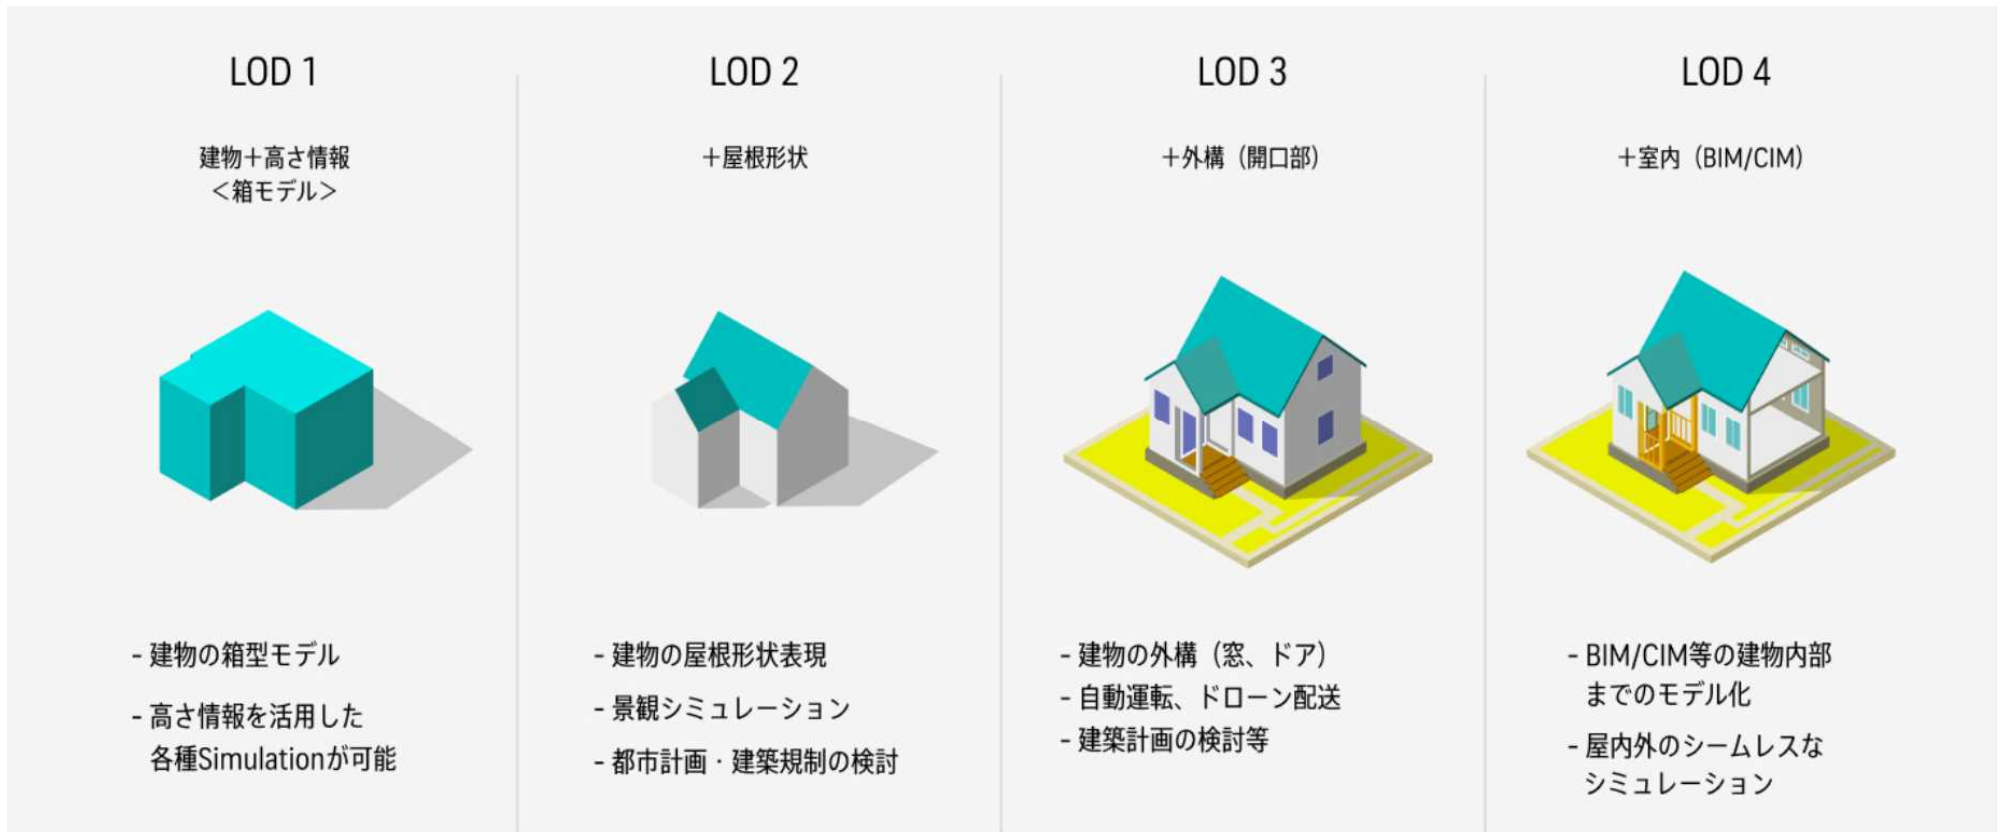 LOD 1
建物＋高さ情報
＜箱モデル＞
- 建物の箱型モデル
- 高さ情報を活用した
各種Simulationが可能
LOD 2
＋屋根形状
- 建物の屋根形状表現
- 景観シミュレーション
- 都市計画・建築規制の検討
LOD 3
＋外構（開口部）
- 建物の外構（窓、ドア）
- 自動運転、ドローン配送
- 建築計画の検討等
LOD 4
＋室内（BIM/CIM）
- BIM/CIM等の建物内部
までのモデル化
- 屋内外のシームレスな
シミュレーション